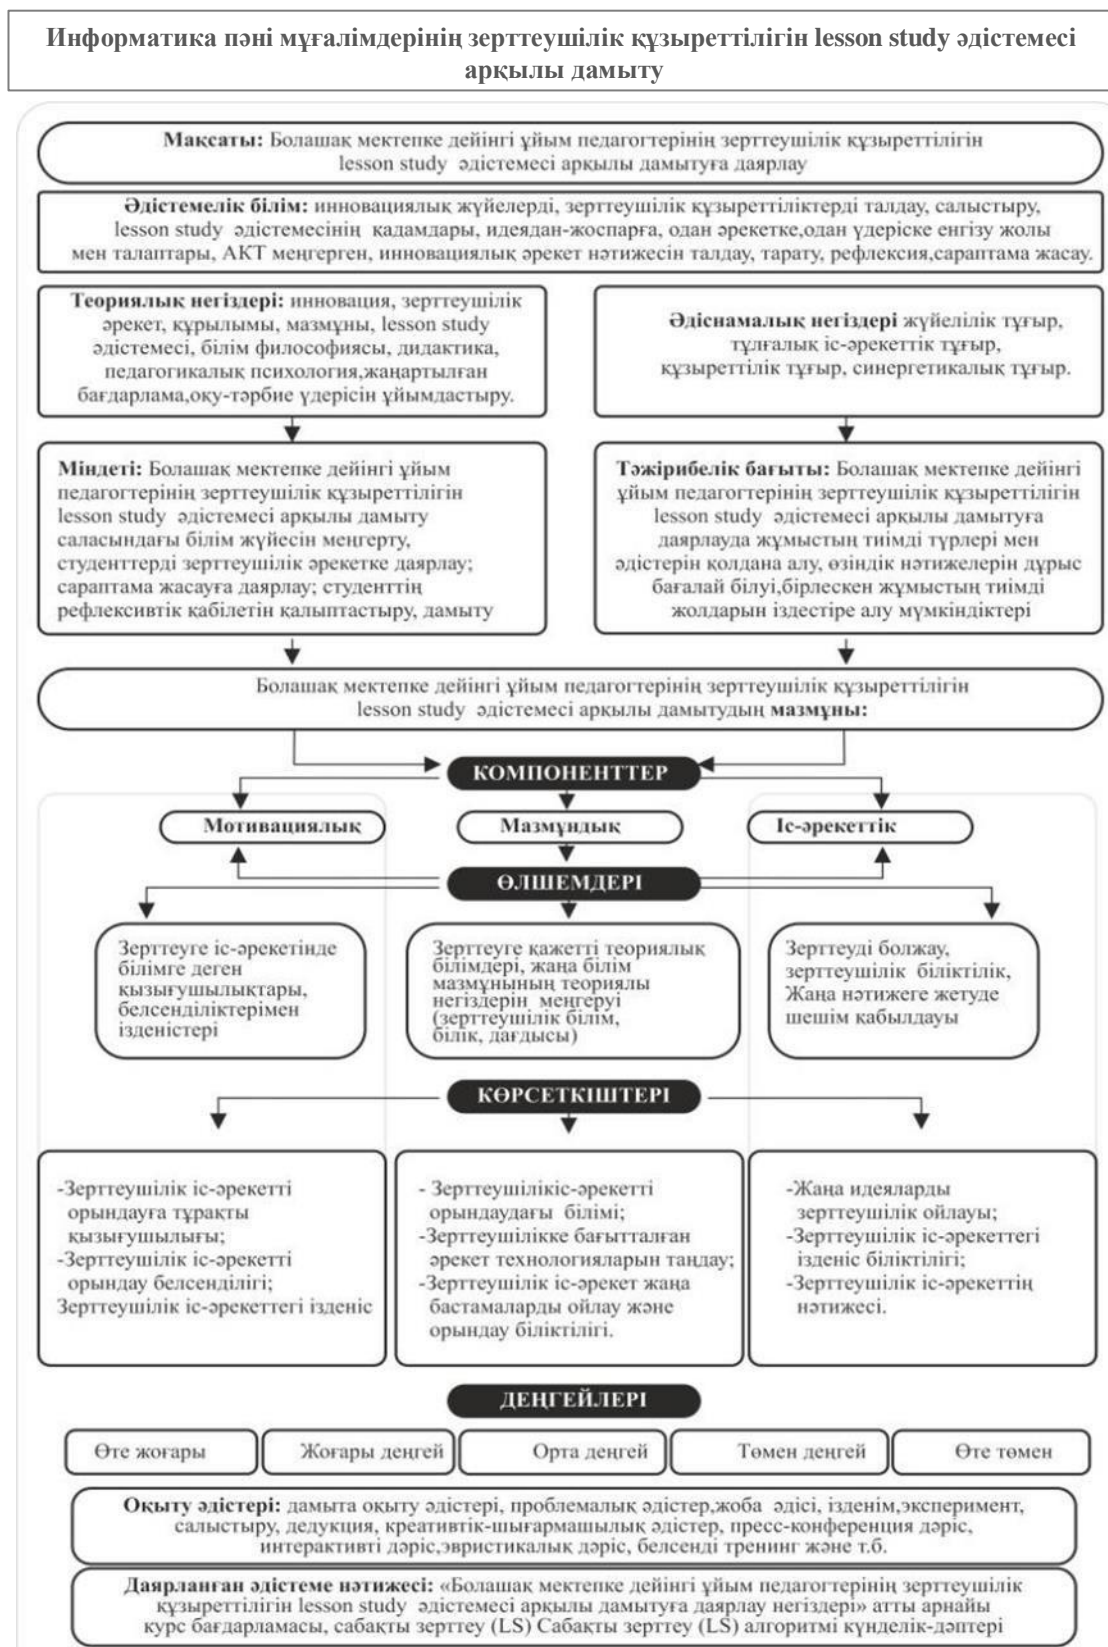 Информатика пәні мұғалімдерінің зерттеушілік құзыреттілігін lesson study әдістемесі
арқылы дамыту
Мақсаты: Болашақ мектепке дейінгі ұйым педагогтерінің зерттеушілік құзыреттілігін
lesson study әдістемесі арқылы дамытуға даярлау
Әдістемелік білім: инновациялық жүйелерді, зерттеушілік құзыреттіліктерді талдау, салыстыру,
lesson study әдістемесінің қадамдары, идеядан-жоспарға, одан әрекетке,одан үдеріске енгізу жолы
мен талаптары, АКТ меңгерген, инновациялық әрекет нәтижесін талдау, тарату, рефлексия,сараптама жасау.
Теориялық негіздері: инновация, зерттеушілік
әрекет, құрылымы, мазмұны, lesson study
әдістемесі, білім философиясы, дидактика,
педагогикалық психология,жаңартылған
бағдарлама,оқу-тәрбие үдерісін ұйымдастыру.
Әдіснамалық негіздері жүйелілік тұғыр,
тұлғалық іс-әрекеттік тұғыр,
құзыреттілік тұғыр, синергетикалық тұғыр.
Міндеті: Болашақ мектепке дейінгі ұйым
педагогтерінің зерттеушілік құзыреттілігін
lesson study әдістемесі арқылы дамыту
саласындағы білім жүйесін меңгерту,
студенттерді зерттеушілік әрекетке даярлау;
сараптама жасауға даярлау; студенттің
рефлексивтік қабілетін қалыптастыру, дамыту
Тәжірибелік бағыты: Болашақ мектепке дейінгі
ұйым педагогтерінің зерттеушілік құзыреттілігін
lesson study әдістемесі арқылы дамытуға
даярлауда жұмыстың тиімді түрлері мен
әдістерін қолдана алу, өзіндік нәтижелерін дұрыс
бағалай білуі,бірлескен жұмыстың тиімді
жолдарын іздестіре алу мүмкіндіктері
Болашақ мектепке дейінгі ұйым педагогтерінің зерттеушілік құзыреттілігін
lesson study әдістемесі арқылы дамытудың мазмұны:
КОМПОНЕНТТЕР
Мотивациялық
Мазмұндық
Іс-әрекеттік
ӨЛШЕМДЕРІ
Зерттеуге іс-әрекетінде
білімге деген
қызығушылықтары,
белсенділіктерімен
ізденістері
Зерттеуге қажетті теориялық
білімдері, жаңа білім
мазмұнының теориялы
негіздерін меңгеруі
(зерттеушілік білім,
білік, дағдысы)
Зерттеуді болжау,
зерттеушілік біліктілік,
Жаңа нәтижеге жетуде
шешім қабылдауы
КӨРСЕТКІШТЕРІ
-Зерттеушілік іс-әрекетті
орындауға тұрақты
қызығушылығы;
-Зерттеушілік іс-әрекетті
орындау белсенділігі;
Зерттеушілік іс-әрекеттегі ізденіс
- Зерттеушілікіс-әрекетті
орындаудағы білімі;
-Зерттеушілікке бағытталған
әрекет технологиларын таңдау;
-Зерттеушілік іс-әрекет жаңа
бастамаларды ойлау және
орындау біліктілігі.
-Жаңа идеяларды
зерттеушілік ойлауы;
-Зерттеушілік іс-әрекеттегі
ізденіс біліктілігі;
-Зерттеушілік іс-әрекеттің
нәтижесі.
ДЕҢГЕЙЛЕРІ
Өте жоғары
Жоғары деңгей
Орта деңгей
Төмен деңгей
Өте төмен
Оқыту әдістері: дамыта оқыту әдістері, проблемалық әдістер,жоба әдісі, ізденім,эксперимент,
салыстыру, дедукция, креативтік-шығармашылық әдістер, пресс-конференция дәріс,
интерактивті дәріс,эвристикалық дәріс, белсенді тренинг және т.б.
Даярланған әдістеме нәтижесі: «Болашақ мектепке дейінгі ұйым педагогтерінің зерттеушілік
құзыреттілігін lesson study әдістемесі арқылы дамытуға даярлау негіздері» атты арнайы
курс бағдарламасы, сабақты зерттеу (LS) Сабақты зерттеу (LS) алгоритмі күнделік-дәптері